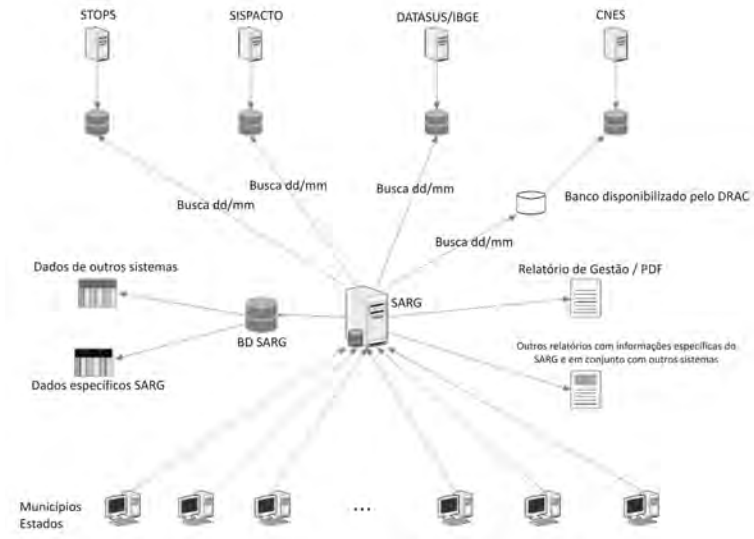 STOPS
SISPACTO
DATASUS/IBGE
CNES
Busca dd/mm
Busca dd/mm
Busca dd/mm
Busca dd/mm
Banco disponibilizado pelo DRAC
Dados de outros sistemas
Relatório de Gestão / PDF
SARG
BD SARG
Dados específicos SARG
Outros relatórios com informações específicas do
SARG e em conjunto com outros sistemas
...
Municípios
Estados